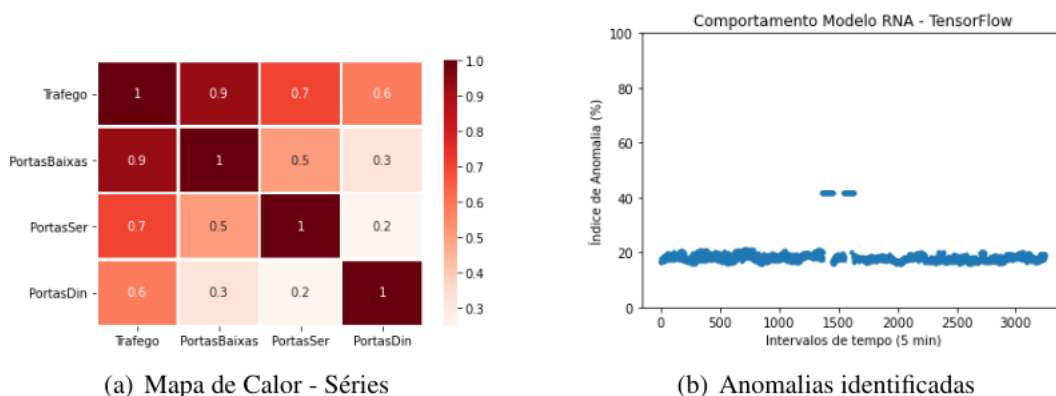 Trafego
1 0.9 0.7 0.6
PortasBaixas
0.9 1 0.5 0.3
PortasSer
0.7 0.5 1 0.2
PortasDin
0.6 0.3 0.2 1
Trafego PortasBaixas PortasSer PortasDin
1.0
0.9
0.8
0.7
0.6
0.5
0.4
0.3
(a) Mapa de Calor - Séries
Comportamento Modelo RNA - TensorFlow
Índice de Anomalia (%)
100
80
60
40
20
0
0 500 1000 1500 2000 2500 3000
Intervalos de tempo (5 min)
(b) Anomalias identificadas